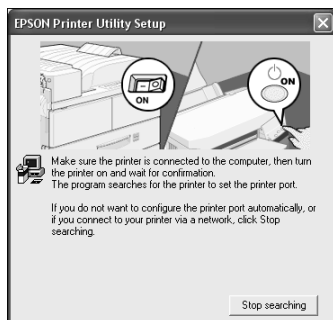 EPSON Printer Utility Setup
ON
ON
Make sure the printer is connected to the computer, then turn
the printer on and wait for confirmation.
The program searches for the printer to set the printer port.
If you do not want to configure the printer port automatically, or
if you connect to your printer via a network, click Stop
searching.
Stop searching